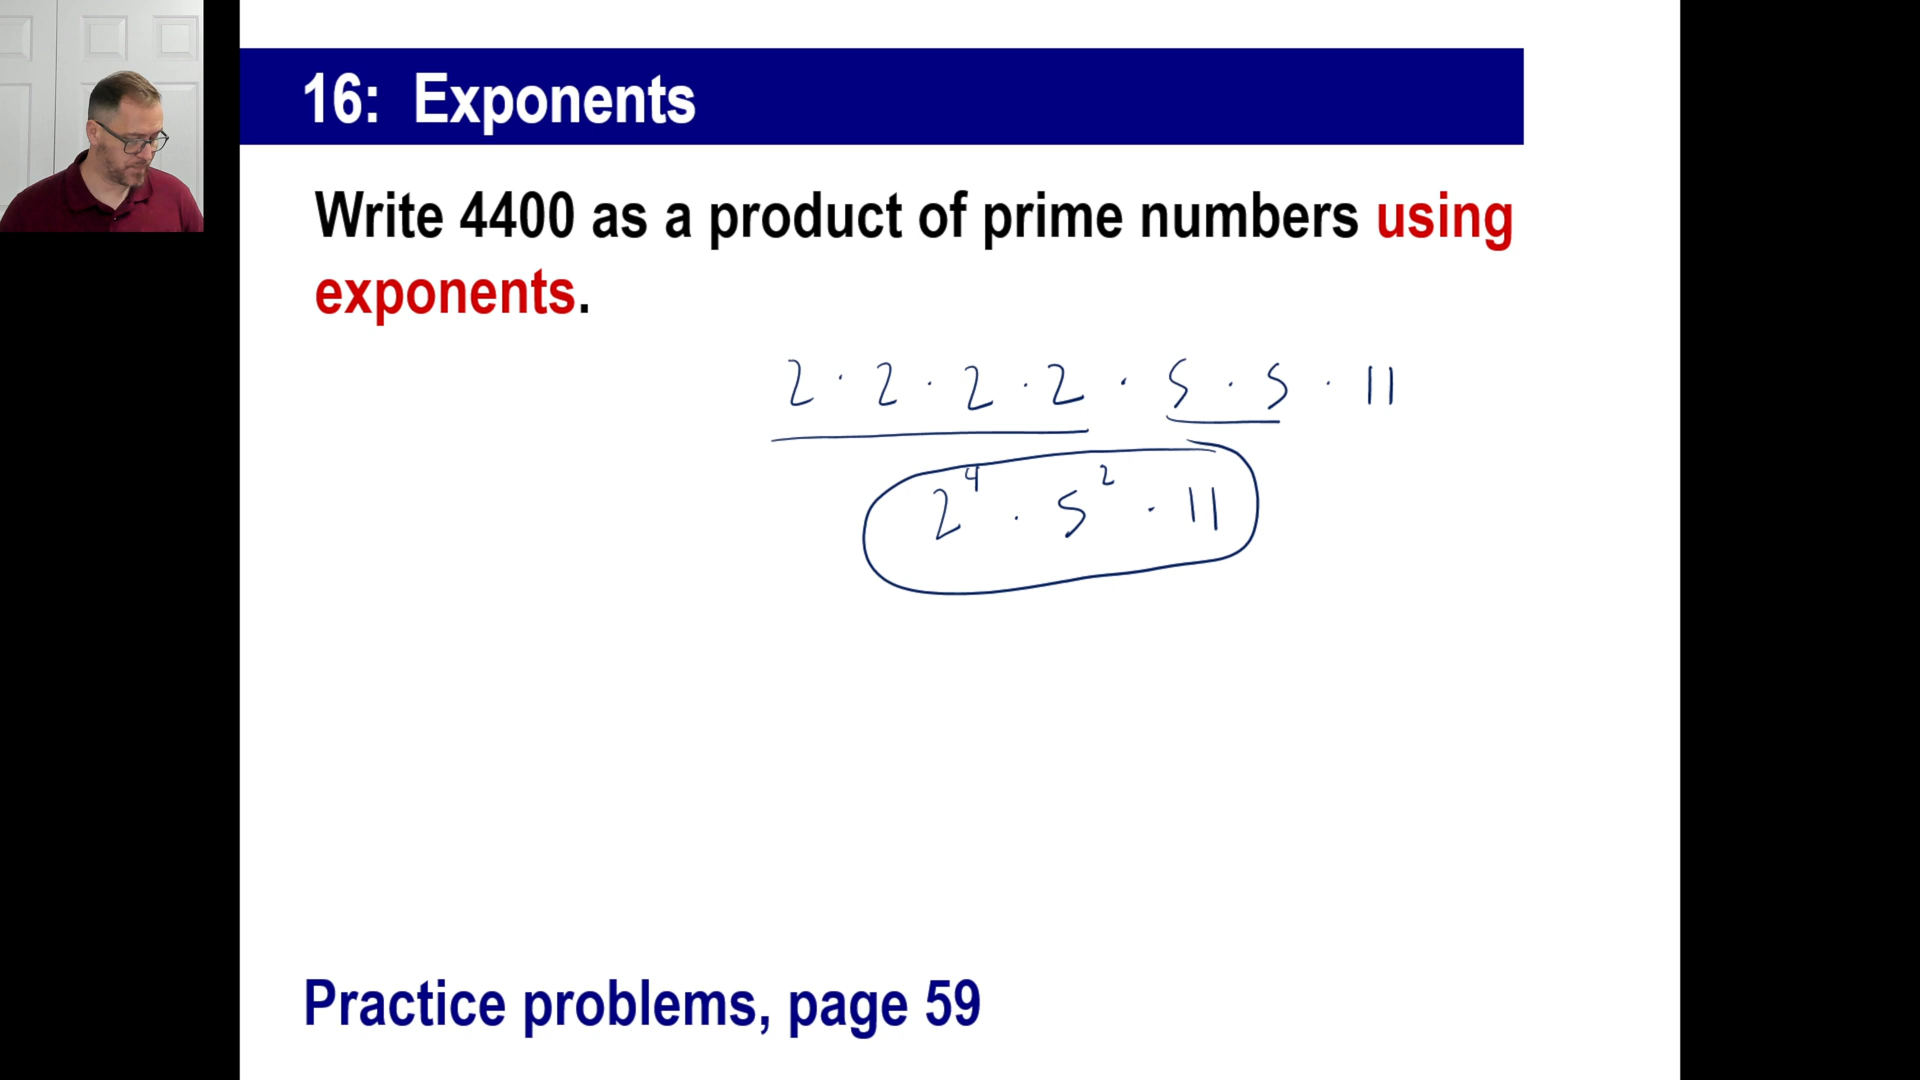 16: Exponents
Write 4400 as a product of prime numbers using
exponents.
2 · 2 · 2 · 2 · 5 · 5 · 11
2⁴ · 5² · 11
Practice problems, page 59